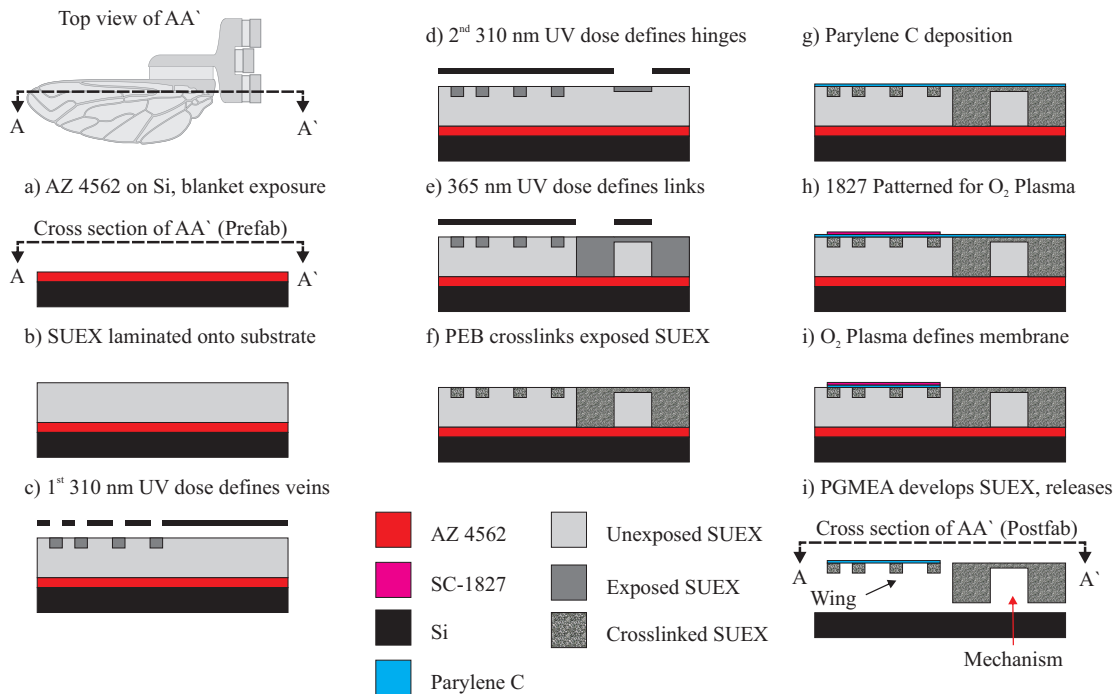 Top view of AA`
A
A`
a) AZ 4562 on Si, blanket exposure
Cross section of AA` (Prefab)
A
A`
b) SUEX laminated onto substrate
c) 1st 310 nm UV dose defines veins
d) 2nd 310 nm UV dose defines hinges
e) 365 nm UV dose defines links
f) PEB crosslinks exposed SUEX
AZ 4562
SC-1827
Si
Parylene C
Unexposed SUEX
Exposed SUEX
Crosslinked SUEX
g) Parylene C deposition
h) 1827 Patterned for O2 Plasma
i) O2 Plasma defines membrane
i) PGMEA develops SUEX, releases
Cross section of AA` (Postfab)
A
A`
Wing
Mechanism